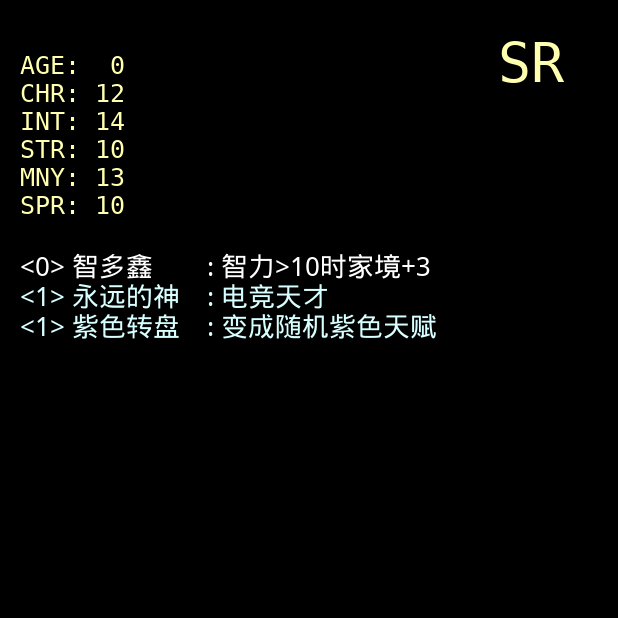 SR
AGE:  0
CHR: 12
INT: 14
STR: 10
MNY: 13
SPR: 10
<0> 智多鑫 : 智力>10时家境+3
<1> 永远的神 : 电竞天才
<1> 紫色转盘 : 变成随机紫色天赋